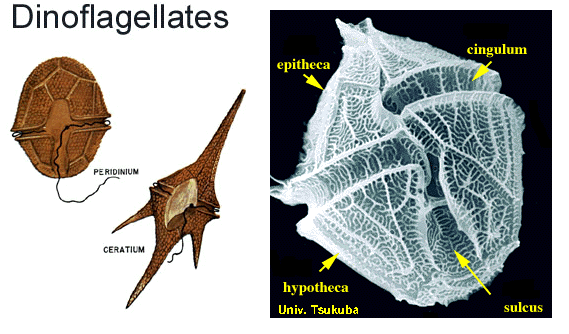 Dinoflagellates
cingulum
epitheca
PERIDINIUM
CERATIUM
hypotheca
Univ. Tsukuba
sulcus